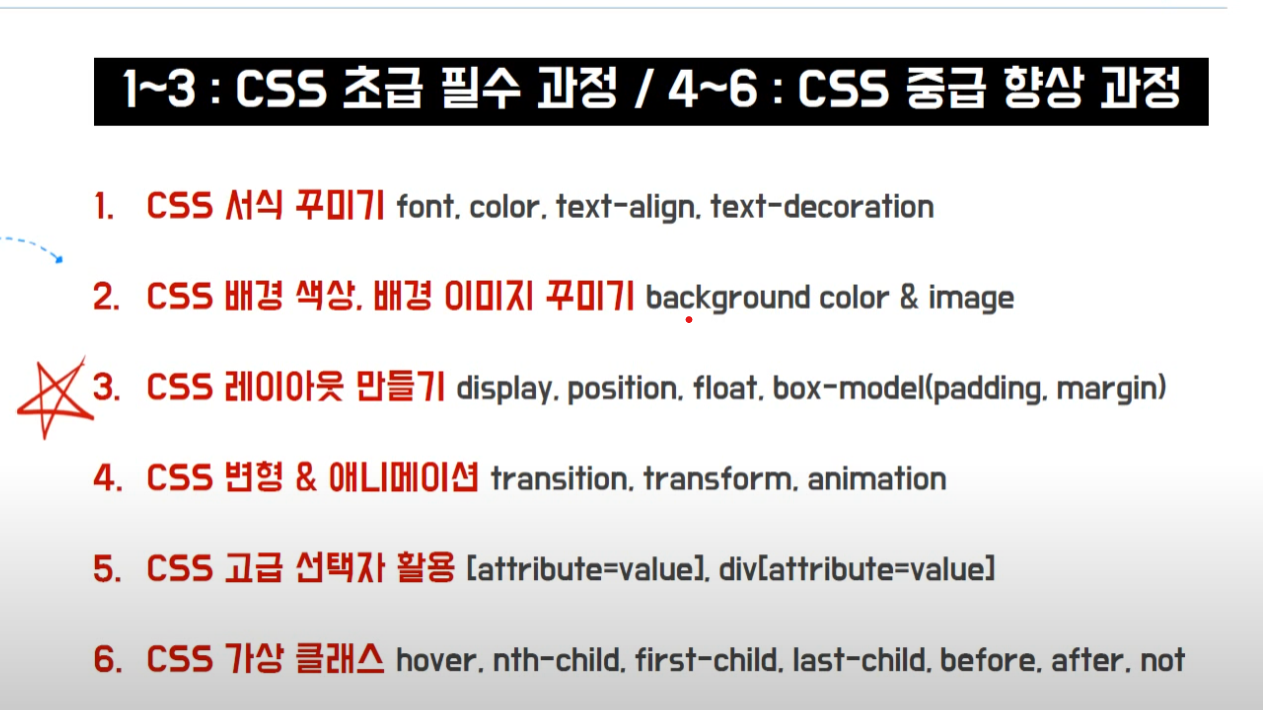 1~3 : CSS 초급 필수 과정 / 4~6 : CSS 중급 향상 과정
1. CSS 서식 꾸미기 font, color, text-align, text-decoration
2. CSS 배경 색상, 배경 이미지 꾸미기 background color & image
3. CSS 레이아웃 만들기 display, position, float, box-model(padding, margin)
4. CSS 변형 & 애니메이션 transition, transform, animation
5. CSS 고급 선택자 활용 [attribute=value], div[attribute=value]
6. CSS 가상 클래스 hover, nth-child, first-child, last-child, before, after, not